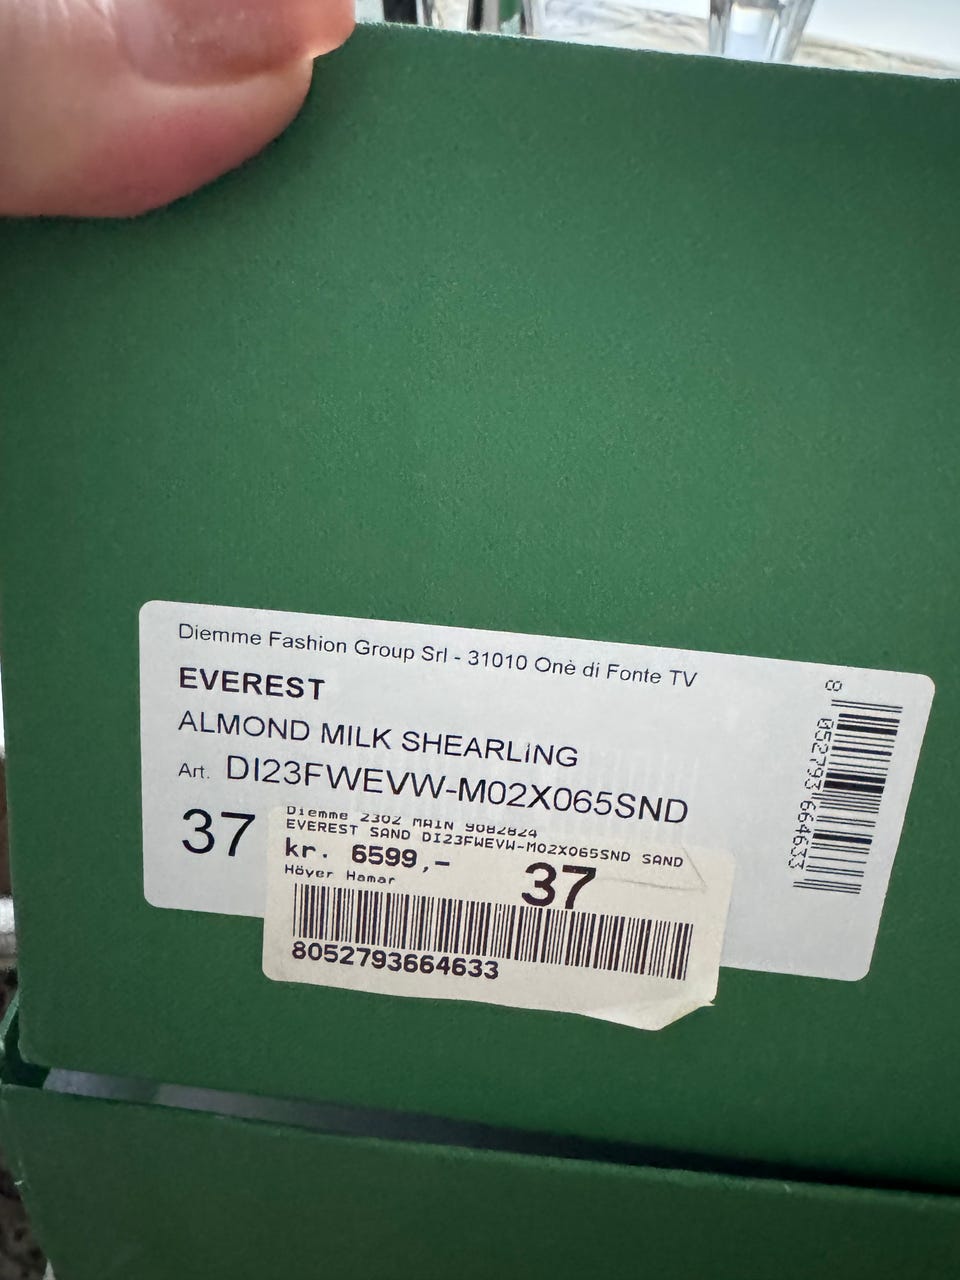 Diemme Fashion Group Srl - 31010 Onè di Fonte TV
EVEREST
ALMOND MILK SHEARLING
Art. DI23FWEVW-M02X065SND
37
8 052793 664633
Diemme 2302 MAIN 9082824
EVEREST SAND DI23FWEVW-M02X065SND SAND
kr. 6599,-
37
Höyer Hamar
8052793664633